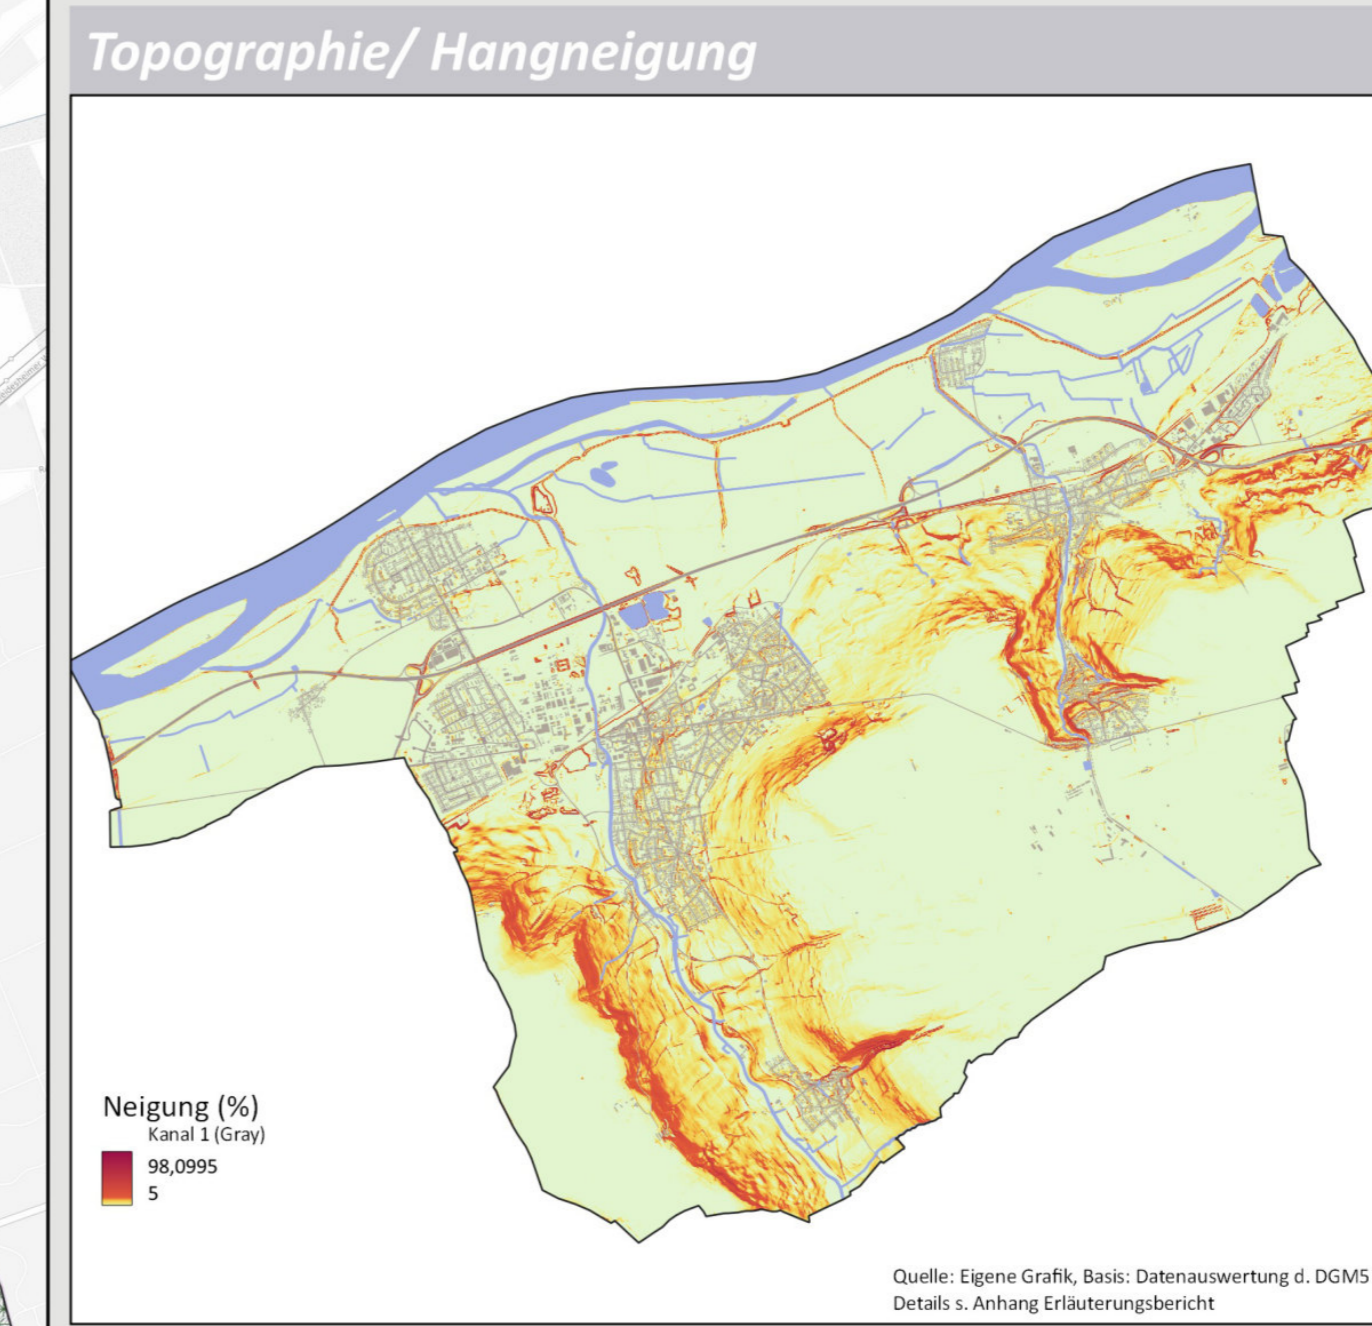 Topographie/ Hangneigung
Neigung (%)
Kanal 1 (Gray)
98,0995
5
Quelle: Eigene Grafik, Basis: Datenauswertung d. DGM5
Details s. Anhang Erläuterungsbericht